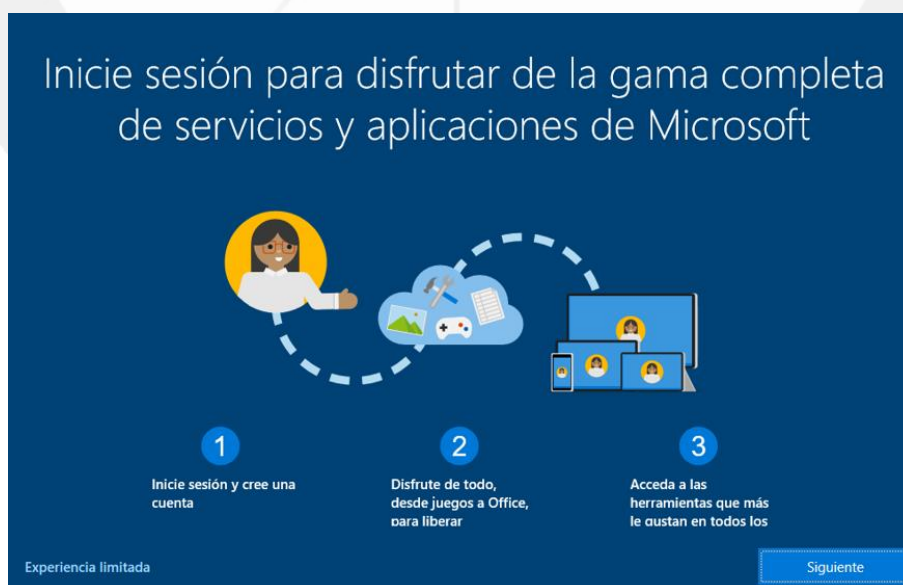 Inicie sesión para disfrutar de la gama completa
de servicios y aplicaciones de Microsoft
1
Inicie sesión y cree una
cuenta
2
Disfrute de todo,
desde juegos a Office,
para liberar
3
Acceda a las
herramientas que más
le gustan en todos los
Experiencia limitada
Siguiente